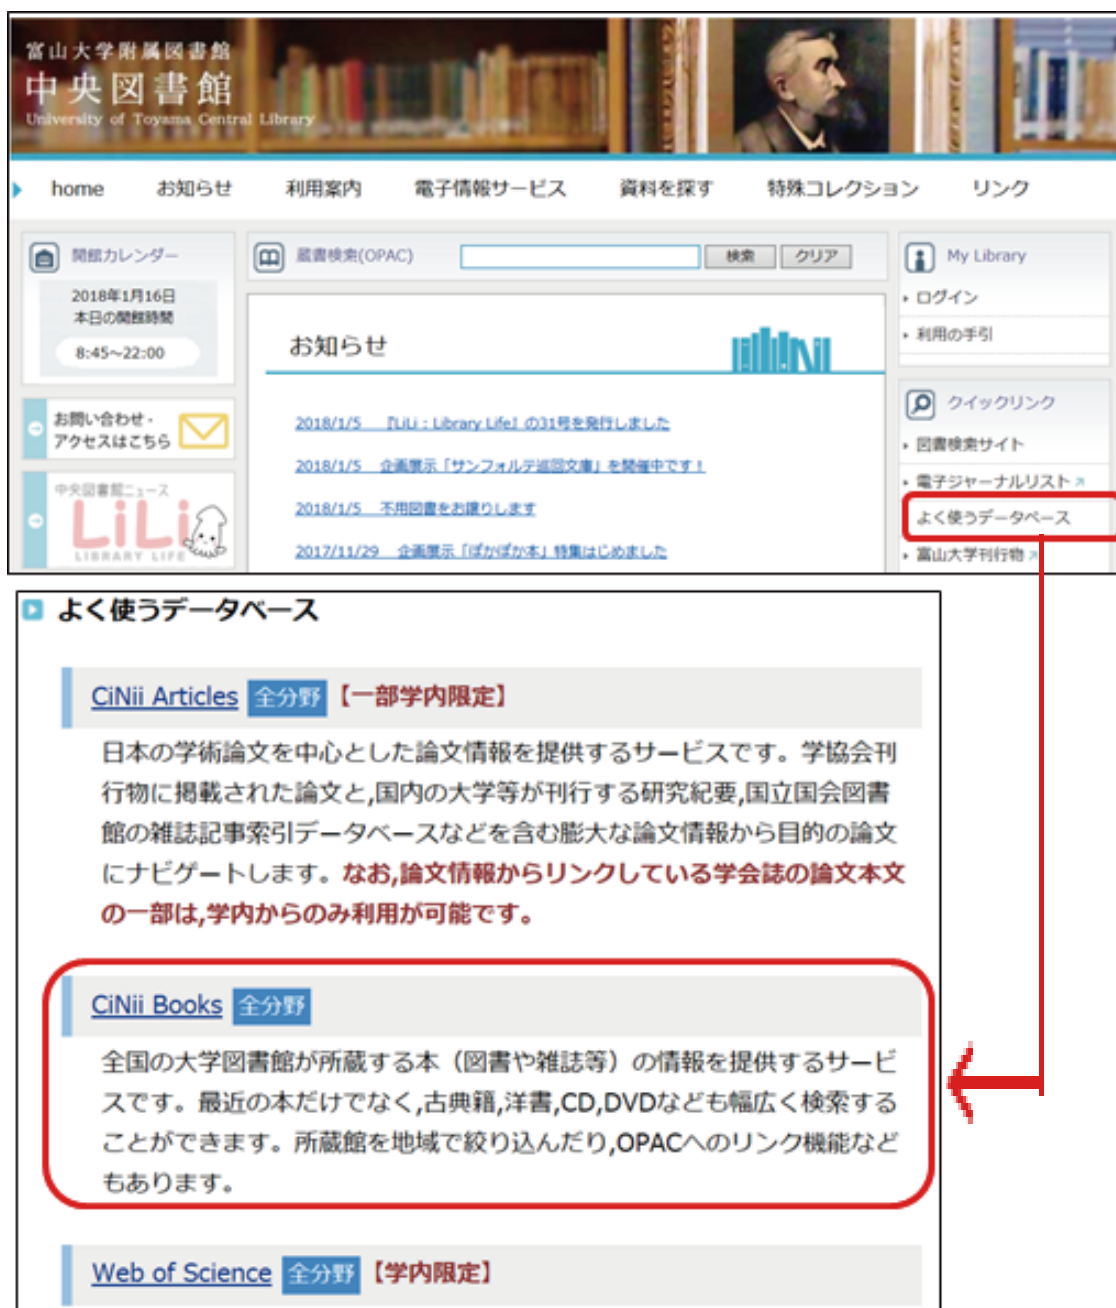 富山大学附属図書館
中央図書館
University of Toyama Central Library
home お知らせ 利用案内 電子情報サービス 資料を探す 特殊コレクション リンク
開館カレンダー
2018年1月16日
本日の開館時間
8:45～22:00
お問い合わせ・
アクセスはこちら
中央図書館ニュース
LiLi
LIBRARY LIFE
蔵書検索(OPAC) 検索 クリア
お知らせ
2018/1/5 『LiLi：Library Life』の31号を発行しました
2018/1/5 企画展示「サンフォルテ巡回文庫」を開催中です！
2018/1/5 不用図書をお譲りします
2017/11/29 企画展示「ぽかぽか本」特集はじめました
My Library
ログイン
利用の手引
クイックリンク
図書検索サイト
電子ジャーナルリスト
よく使うデータベース
富山大学刊行物
よく使うデータベース
CiNii Articles 全分野 【一部学内限定】
日本の学術論文を中心とした論文情報を提供するサービスです。学協会刊
行物に掲載された論文と,国内の大学等が刊行する研究紀要,国立国会図書
館の雑誌記事索引データベースなどを含む膨大な論文情報から目的の論文
にナビゲートします。なお,論文情報からリンクしている学会誌の論文本文
の一部は,学内からのみ利用が可能です。
CiNii Books 全分野
全国の大学図書館が所蔵する本（図書や雑誌等）の情報を提供するサービ
スです。最近の本だけでなく,古典籍,洋書,CD,DVDなども幅広く検索する
ことができます。所蔵館を地域で絞り込んだり,OPACへのリンク機能など
もあります。
Web of Science 全分野 【学内限定】